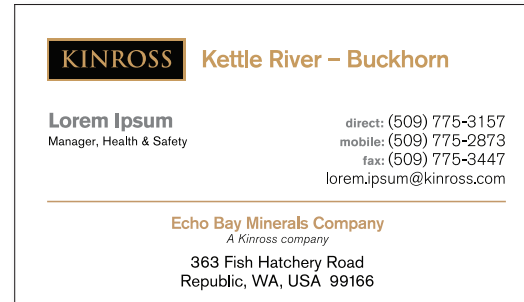 KINROSS
Kettle River – Buckhorn
Lorem Ipsum
Manager, Health & Safety
direct: (509) 775-3157
mobile: (509) 775-2873
fax: (509) 775-3447
lorem.ipsum@kinross.com
Echo Bay Minerals Company
A Kinross company
363 Fish Hatchery Road
Republic, WA, USA 99166